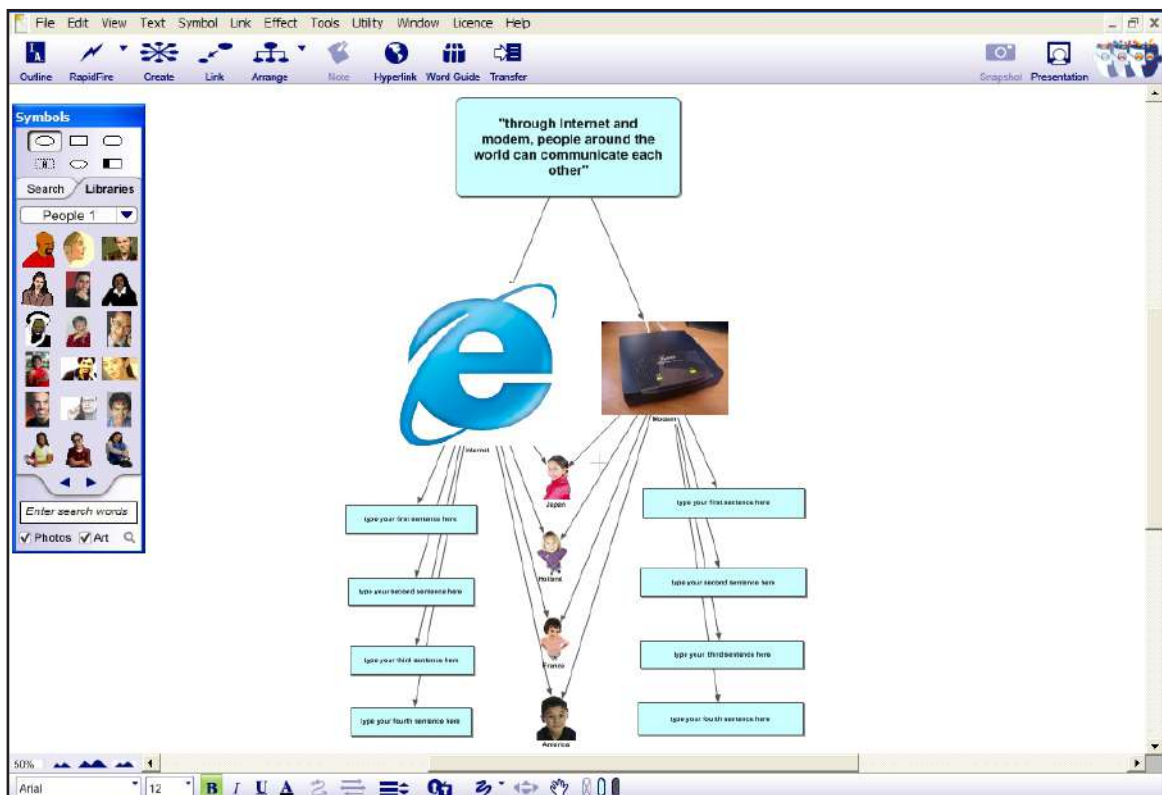 File Edit View Text Symbol Link Effect Tools Utility Window Licence Help
Outline RapidFire Create Link Arrange Note Hyperlink Word Guide Transfer Snapshot Presentation
Symbols
Search Libraries
People 1
Enter search words
Photos Art
"through Internet and
modem, people around the
world can communicate each
other"
Internet
Modem
Japan
type your first sentence here
type your first sentence here
Holland
type your second sentence here
type your second sentence here
France
type your third sentence here
type your third sentence here
America
type your fourth sentence here
type your fourth sentence here
50%
Arial 12 B I U A